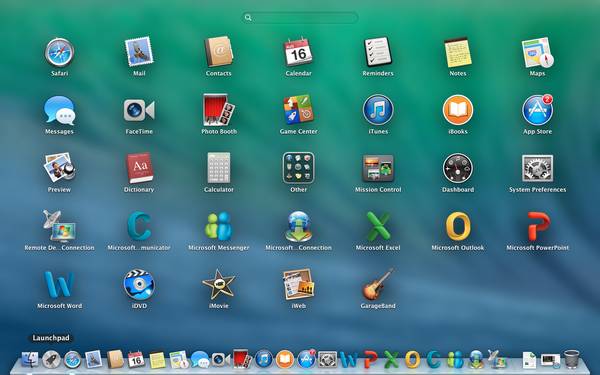 Safari
Mail
Contacts
Calendar
Reminders
Notes
Maps
Messages
FaceTime
Photo Booth
Game Center
iTunes
iBooks
App Store
Preview
Dictionary
Calculator
Other
Mission Control
Dashboard
System Preferences
Remote De...Connection
Microsoft...municator
Microsoft Messenger
Microsoft...Connection
Microsoft Excel
Microsoft Outlook
Microsoft PowerPoint
Microsoft Word
iDVD
iMovie
iWeb
GarageBand
Launchpad
16
Aa
16